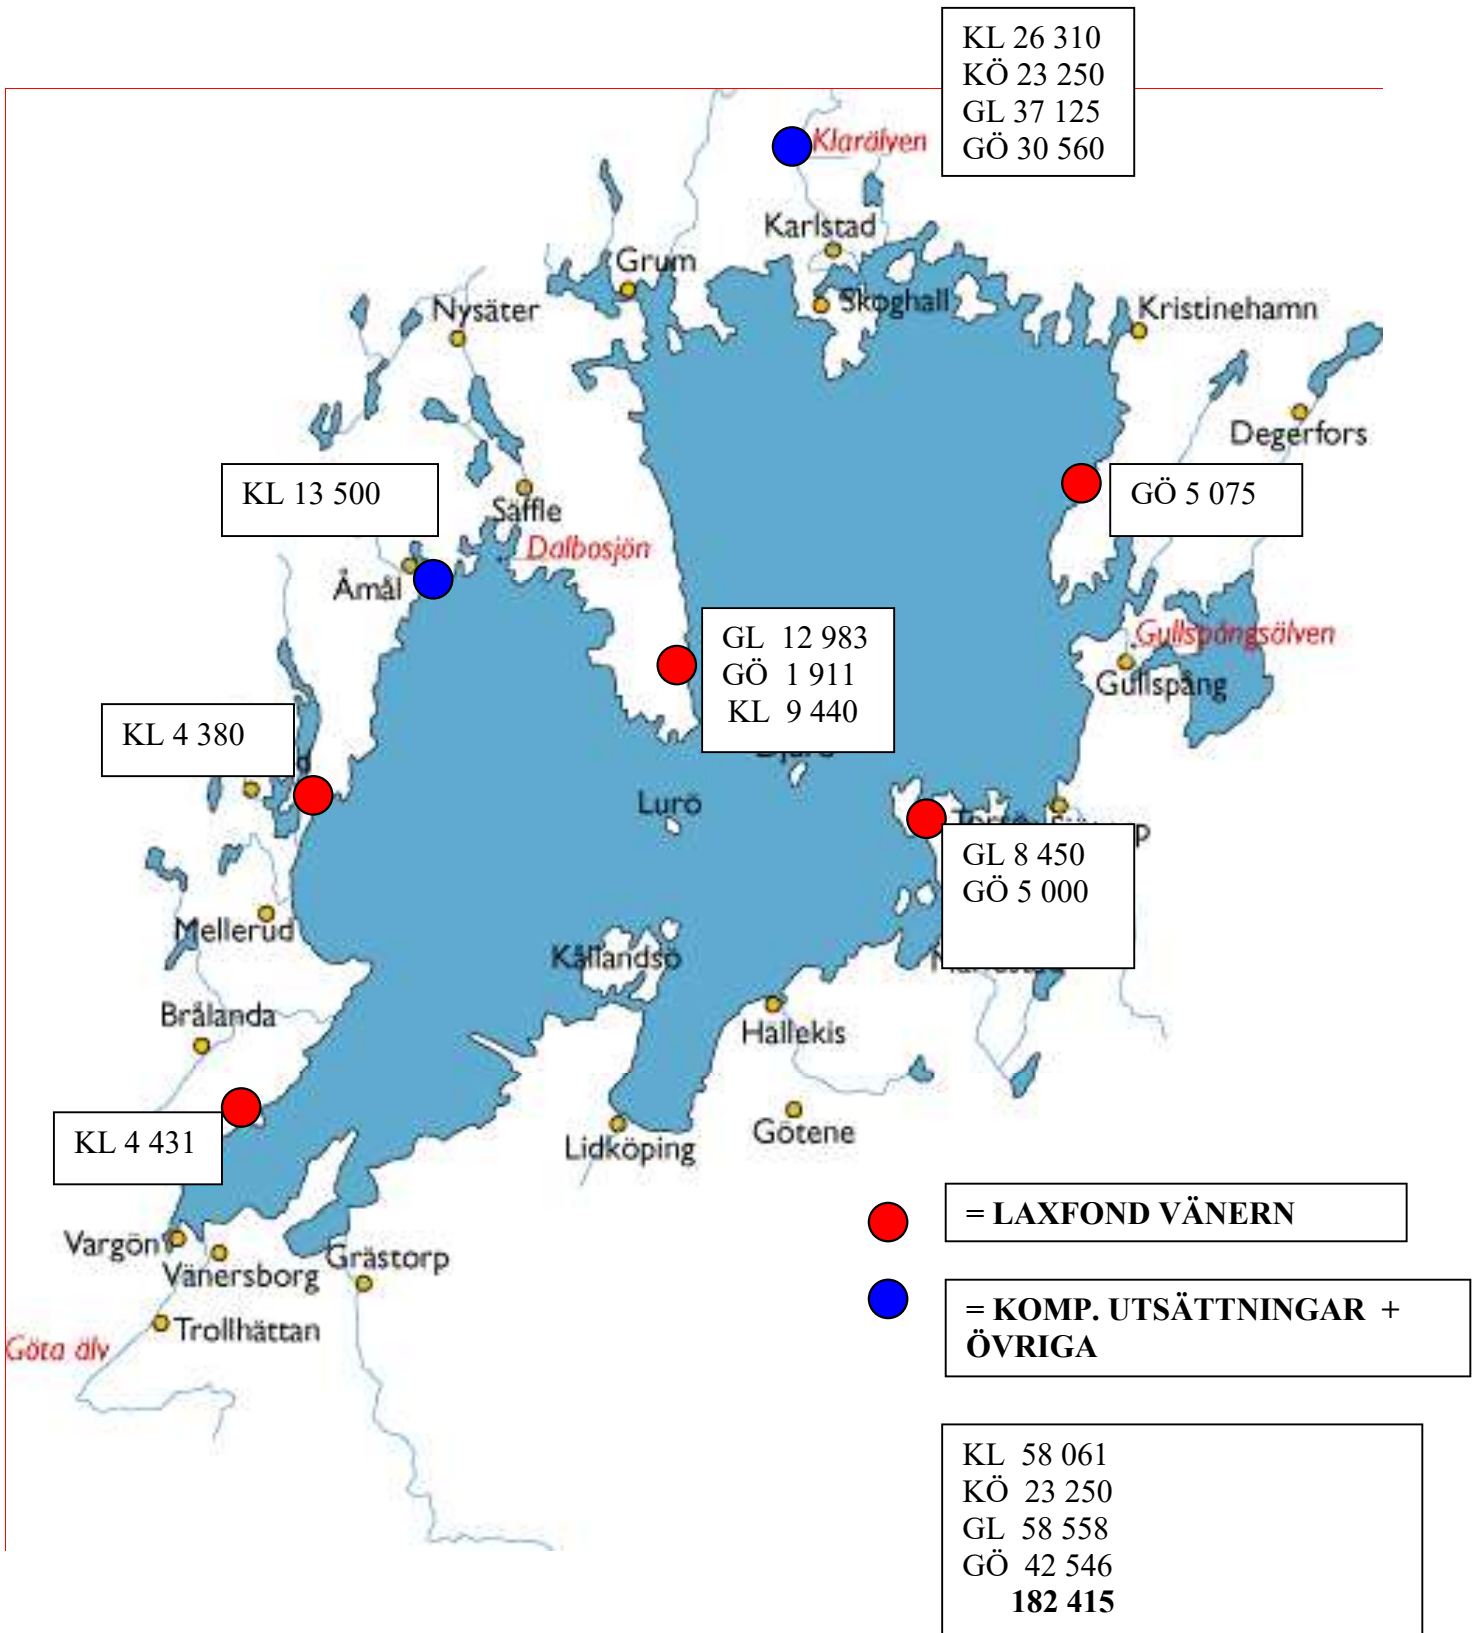 KL 26 310
KÖ 23 250
GL 37 125
GÖ 30 560
Klarälven
Karlstad
Grum
Skoghall
Nysäter
Kristinehamn
Degerfors
KL 13 500
GÖ 5 075
Säffle
Dalbosjön
Åmål
GL 12 983
GÖ 1 911
KL 9 440
Gullspångsälven
Gullspång
KL 4 380
Lurö
GL 8 450
GÖ 5 000
Mellerud
Kållandsö
Brålanda
Hällekis
KL 4 431
Lidköping
Götene
= LAXFOND VÄNERN
Vargön
Vänersborg
Grästorp
= KOMP. UTSÄTTNINGAR +
ÖVRIGA
Trollhättan
Göta älv
KL 58 061
KÖ 23 250
GL 58 558
GÖ 42 546
182 415